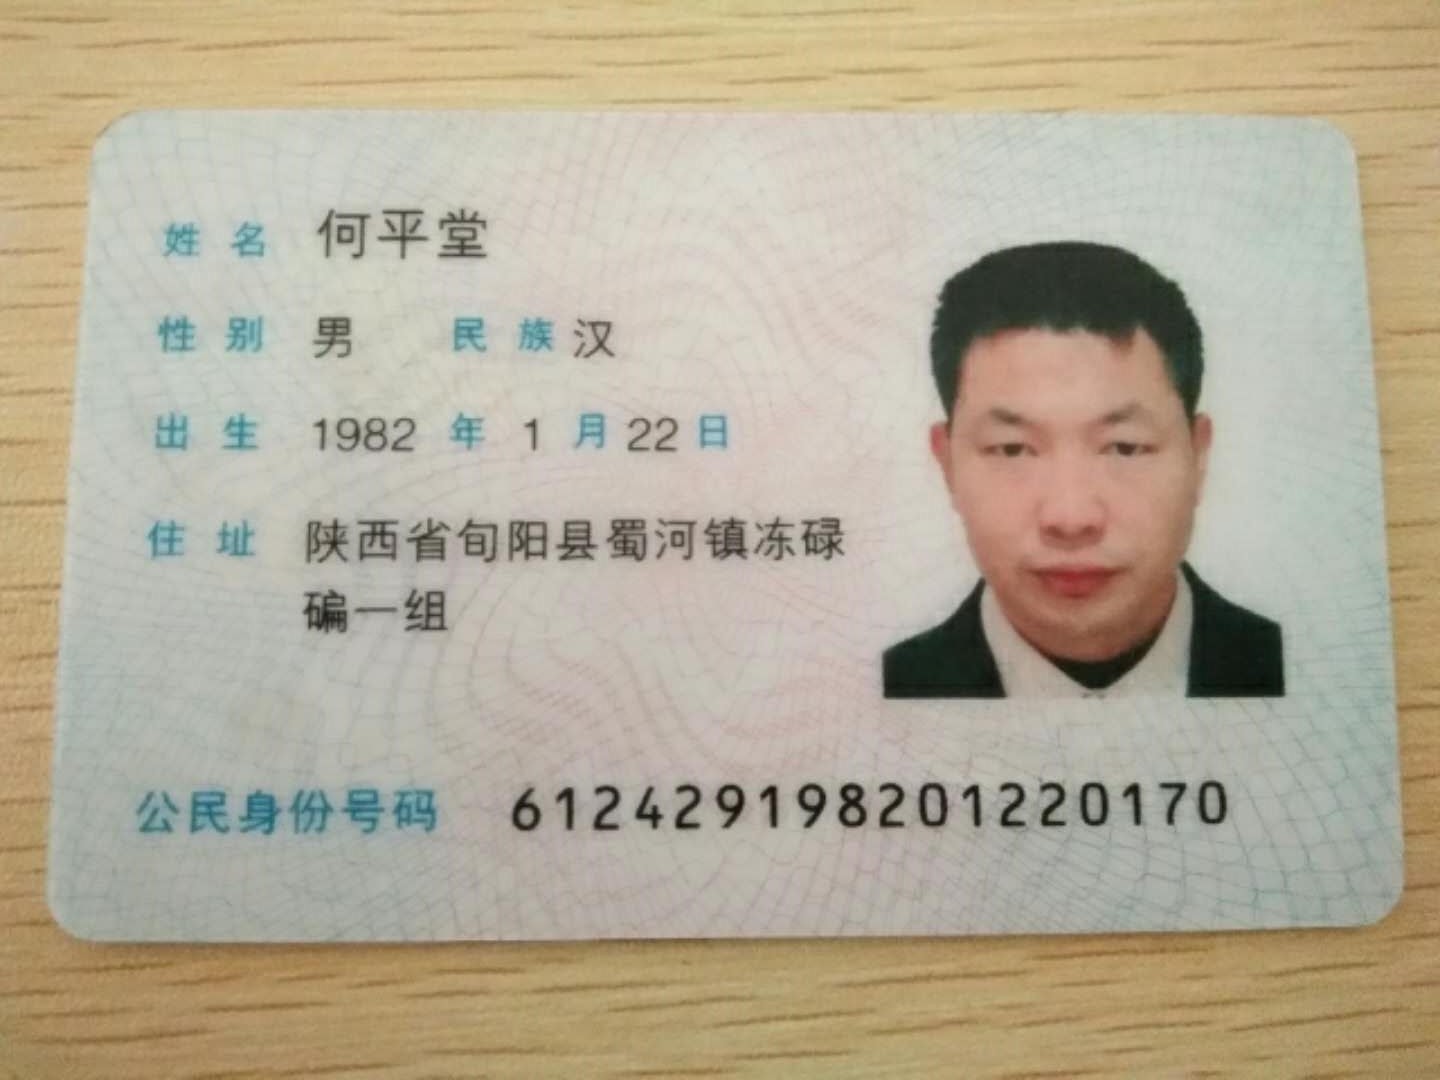 姓名 何平堂
性别 男 民族 汉
出生 1982 年 1 月 22 日
住址 陕西省旬阳县蜀河镇冻碌
碥一组
公民身份号码 612429198201220170